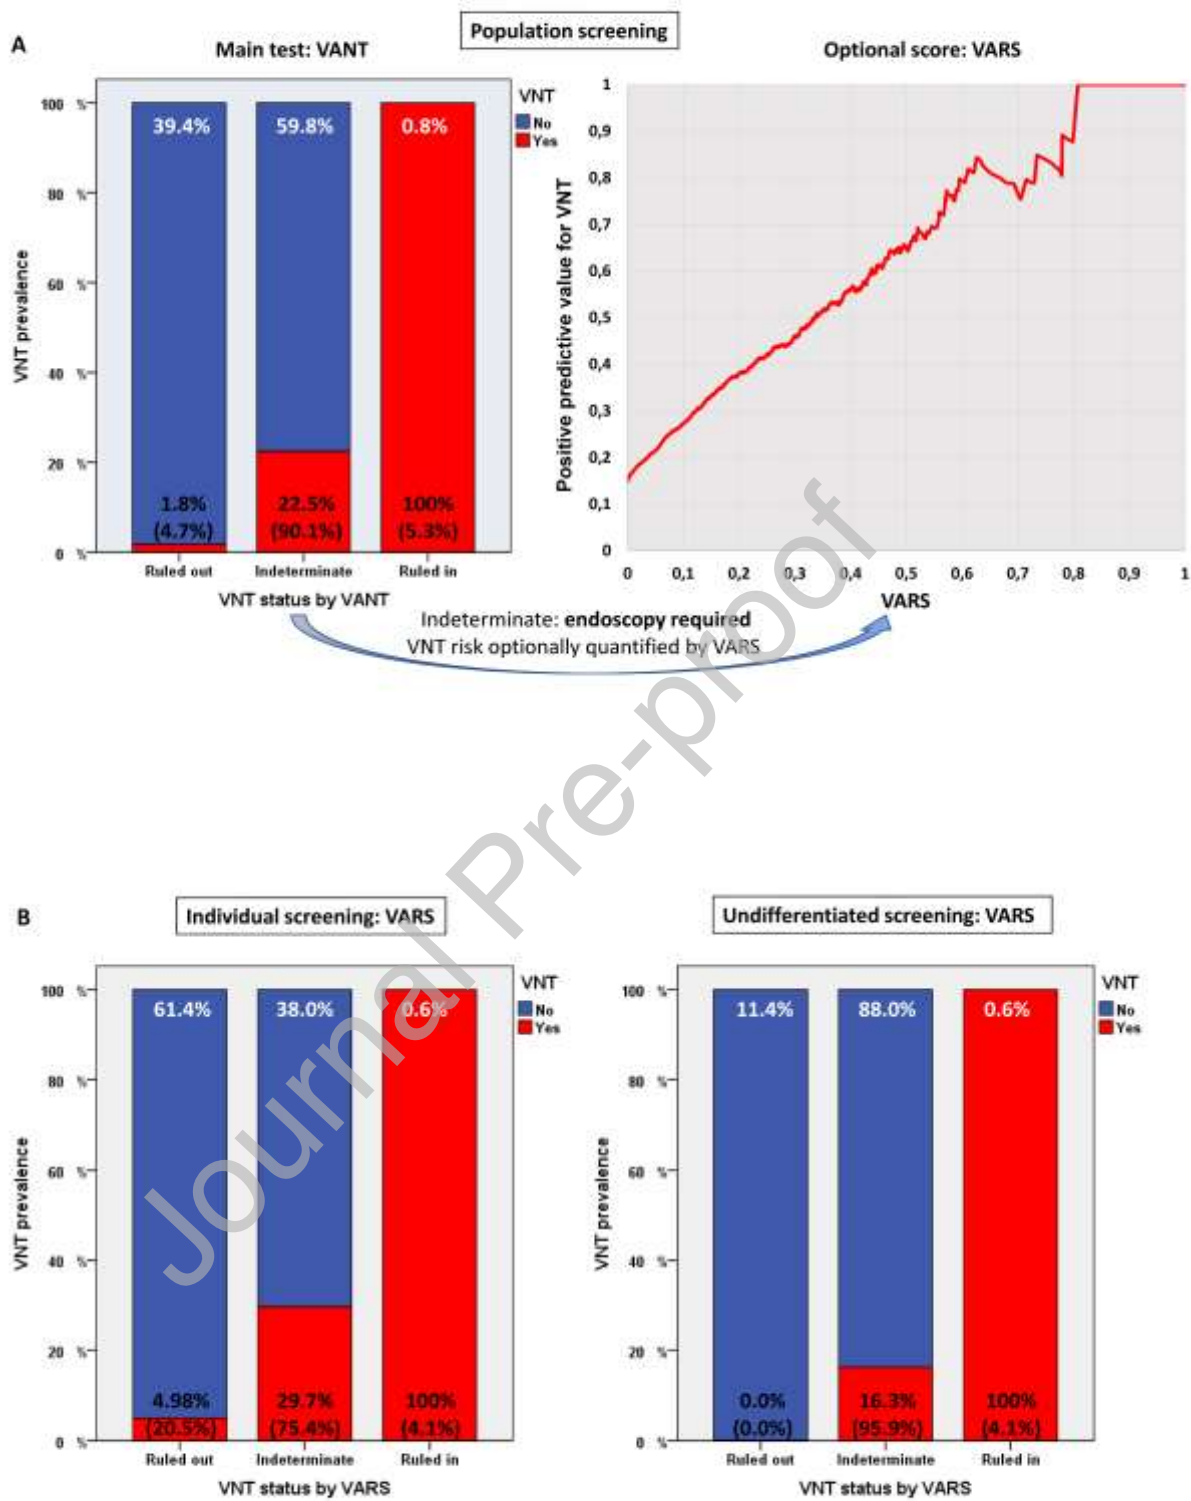 Population screening
A
Main test: VANT
Optional score: VARS
VNT
No
Yes
VNT prevalence
100 %
80 %
60 %
40 %
20 %
0 %
39.4%
59.8%
0.8%
1.8%
(4.7%)
22.5%
(90.1%)
100%
(5.3%)
Ruled out
Indeterminate
Ruled in
VNT status by VANT
Positive predictive value for VNT
1
0,9
0,8
0,7
0,6
0,5
0,4
0,3
0,2
0,1
0
0 0,1 0,2 0,3 0,4 0,5 0,6 0,7 0,8 0,9 1
VARS
Indeterminate: endoscopy required
VNT risk optionally quantified by VARS
Journal Pre-proof
B
Individual screening: VARS
VNT
No
Yes
VNT prevalence
100 %
80 %
60 %
40 %
20 %
0 %
61.4%
38.0%
0.6%
4.98%
(20.5%)
29.7%
(75.4%)
100%
(4.1%)
Ruled out
Indeterminate
Ruled in
VNT status by VARS
Undifferentiated screening: VARS
VNT
No
Yes
VNT prevalence
100 %
80 %
60 %
40 %
20 %
0 %
11.4%
88.0%
0.6%
0.0%
(0.0%)
16.3%
(95.9%)
100%
(4.1%)
Ruled out
Indeterminate
Ruled in
VNT status by VARS